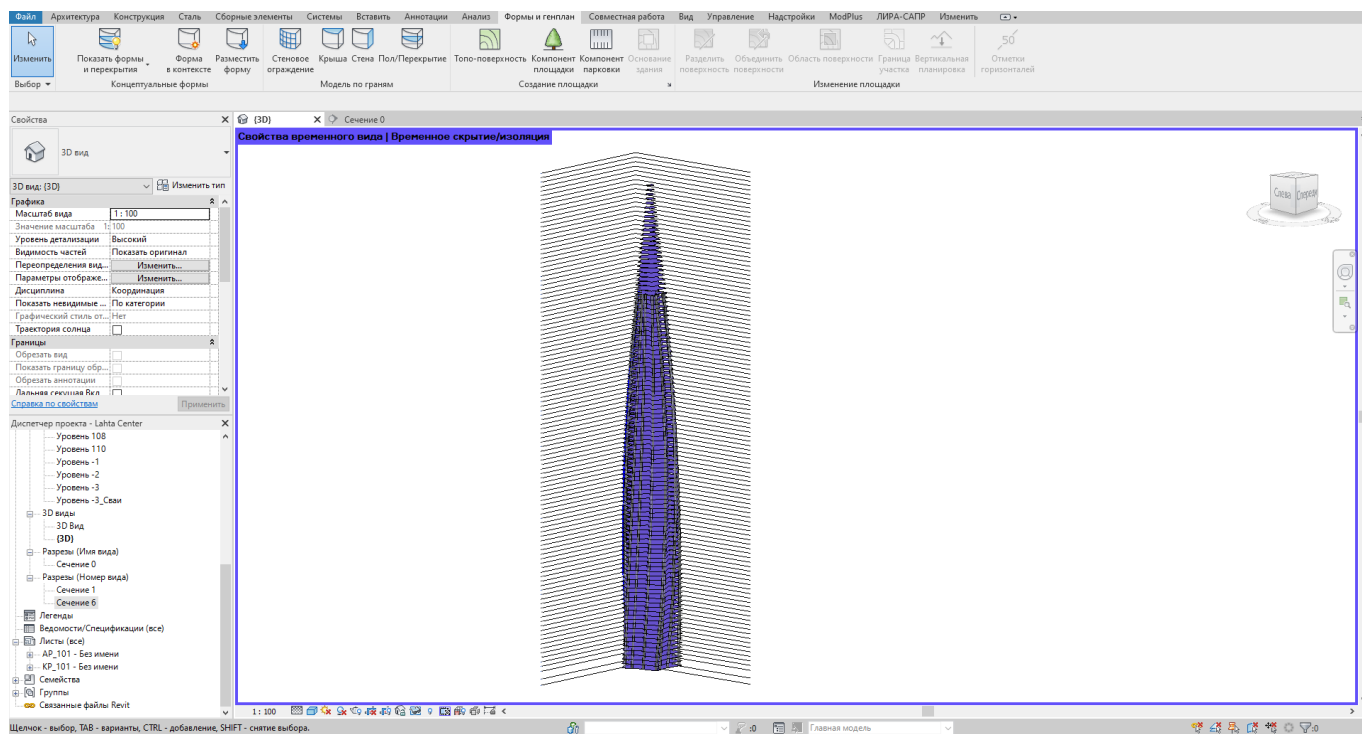 Файл Архитектура Конструкция Сталь Сборные элементы Системы Вставить Аннотации Анализ Формы и генплан Совместная работа Вид Управление Надстройки ModPlus ЛИРА-САПР Изменить
Изменить
Показать формы и перекрытия
Форма в контексте
Разместить форму
Стеновое ограждение
Крыша
Стена
Пол/Перекрытие
Топо-поверхность
Компонент площадки
Компонент парковки
Основание здания
Разделить поверхность
Объединить поверхности
Область поверхности
Граница участка
Вертикальная планировка
Отметки горизонталей
Выбор Концептуальные формы Модель по граням Создание площадки Изменение площадки
Свойства
{3D}
Сечение 0
Свойства временного вида | Временное скрытие/изоляция
3D вид
3D вид: {3D} Изменить тип
Графика
Масштаб вида 1 : 100
Значение масштаба 1: 100
Уровень детализации Высокий
Видимость частей Показать оригинал
Переопределения вид... Изменить...
Параметры отображе... Изменить...
Дисциплина Координация
Показать невидимые ... По категории
Графический стиль от... Нет
Траектория солнца
Границы
Обрезать вид
Показать границу обр...
Обрезать аннотации
Дальняя секущая Вкл
Справка по свойствам Применить
Диспетчер проекта - Lahta Center
Уровень 108
Уровень 110
Уровень -1
Уровень -2
Уровень -3
Уровень -3_Сваи
3D виды
3D Вид
{3D}
Разрезы (Имя вида)
Сечение 0
Разрезы (Номер вида)
Сечение 1
Сечение 6
Легенды
Ведомости/Спецификации (все)
Листы (все)
АР_101 - Без имени
КР_101 - Без имени
Семейства
Группы
Связанные файлы Revit
Слева Спереди
1 : 100
Щелчок - выбор, TAB - варианты, CTRL - добавление, SHIFT - снятие выбора.
:0
Главная модель
:0